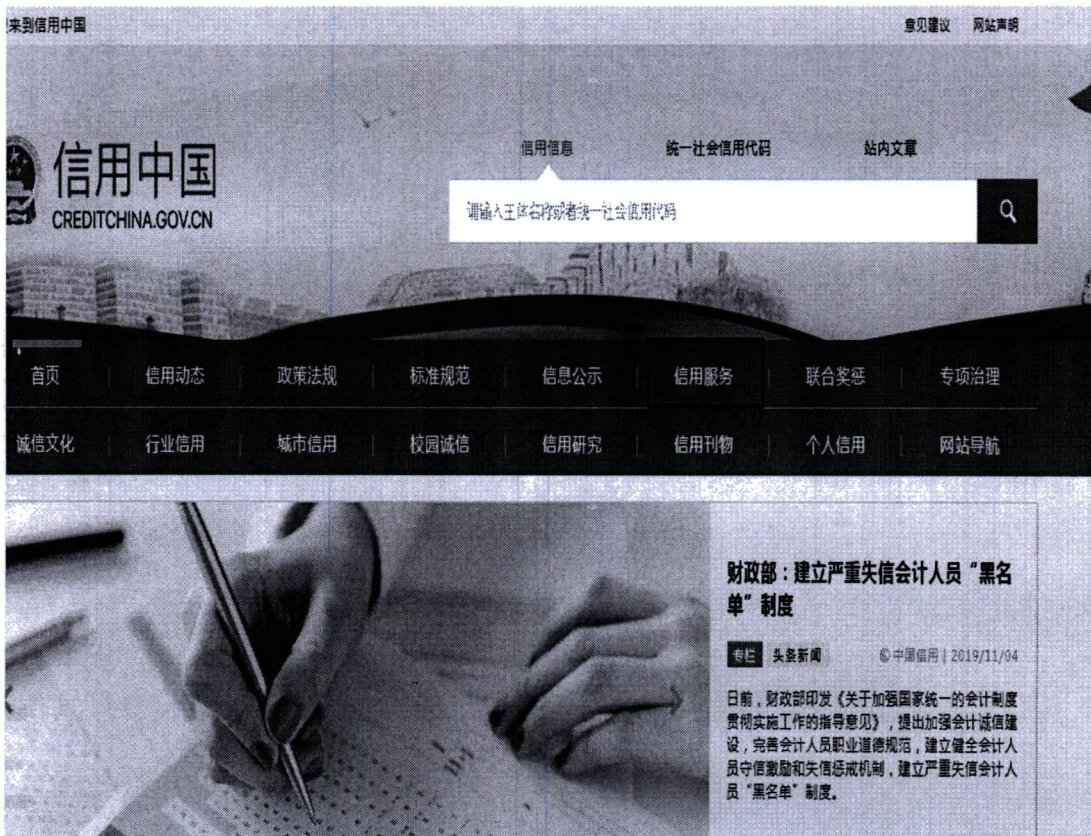 来到信用中国
意见建议 网站声明
信用中国
CREDITCHINA.GOV.CN
信用信息 统一社会信用代码 站内文章
请输入主体名称或者统一社会信用代码
首页 信用动态 政策法规 标准规范 信息公示 信用服务 联合奖惩 专项治理
诚信文化 行业信用 城市信用 校园诚信 信用研究 信用刊物 个人信用 网站导航
财政部：建立严重失信会计人员“黑名
单”制度
专栏 头条新闻 ©中国信用 | 2019/11/04
日前，财政部印发《关于加强国家统一的会计制度
贯彻实施工作的指导意见》，提出加强会计诚信建
设，完善会计人员职业道德规范，建立健全会计人
员守信激励和失信惩戒机制，建立严重失信会计人
员“黑名单”制度。